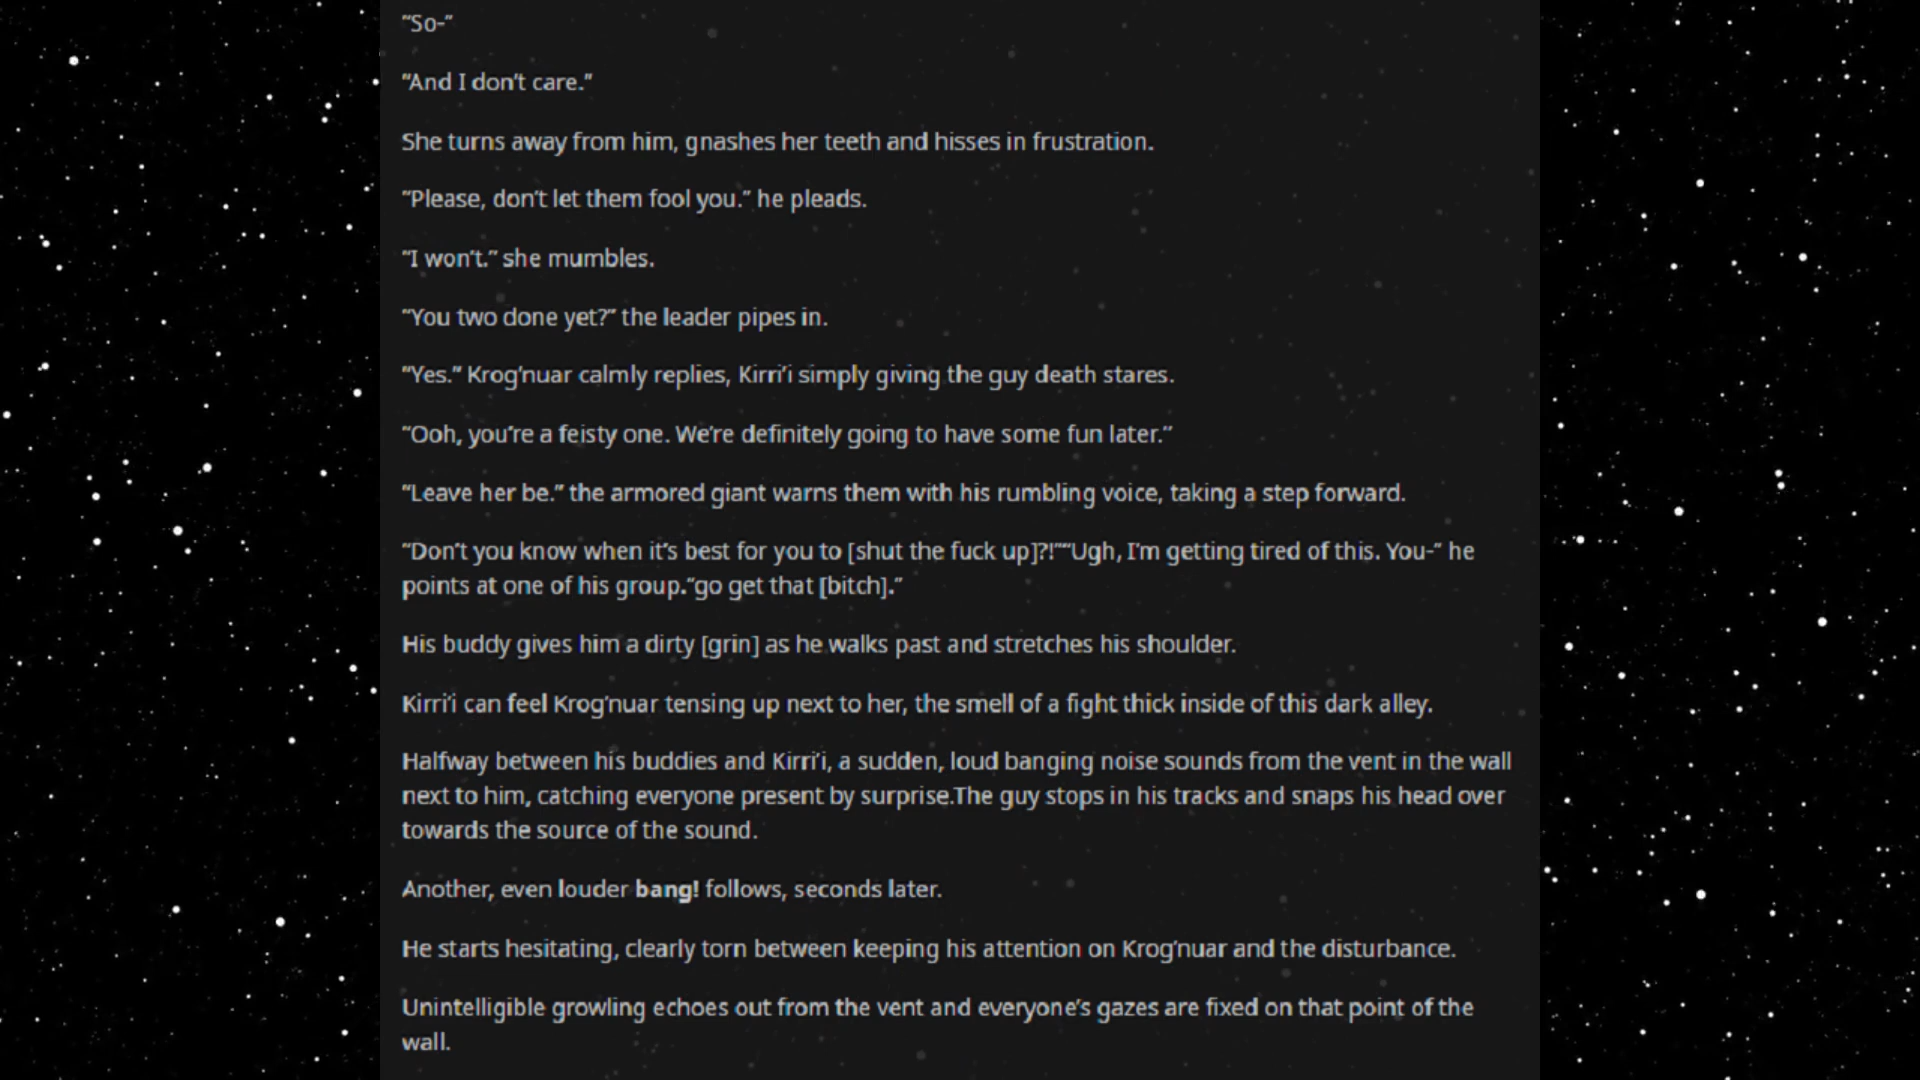 “So-”
“And I don’t care.”
She turns away from him, gnashes her teeth and hisses in frustration.
“Please, don’t let them fool you.” he pleads.
“I won’t.” she mumbles.
“You two done yet?” the leader pipes in.
“Yes.” Krog’nuar calmly replies, Kirri’i simply giving the guy death stares.
“Ooh, you’re a feisty one. We’re definitely going to have some fun later.”
“Leave her be.” the armored giant warns them with his rumbling voice, taking a step forward.
“Don’t you know when it’s best for you to [shut the fuck up]?!”“Ugh, I’m getting tired of this. You-” he
points at one of his group.“go get that [bitch].”
His buddy gives him a dirty [grin] as he walks past and stretches his shoulder.
Kirri’i can feel Krog’nuar tensing up next to her, the smell of a fight thick inside of this dark alley.
Halfway between his buddies and Kirri’i, a sudden, loud banging noise sounds from the vent in the wall
next to him, catching everyone present by surprise.The guy stops in his tracks and snaps his head over
towards the source of the sound.
Another, even louder bang! follows, seconds later.
He starts hesitating, clearly torn between keeping his attention on Krog’nuar and the disturbance.
Unintelligible growling echoes out from the vent and everyone’s gazes are fixed on that point of the
wall.